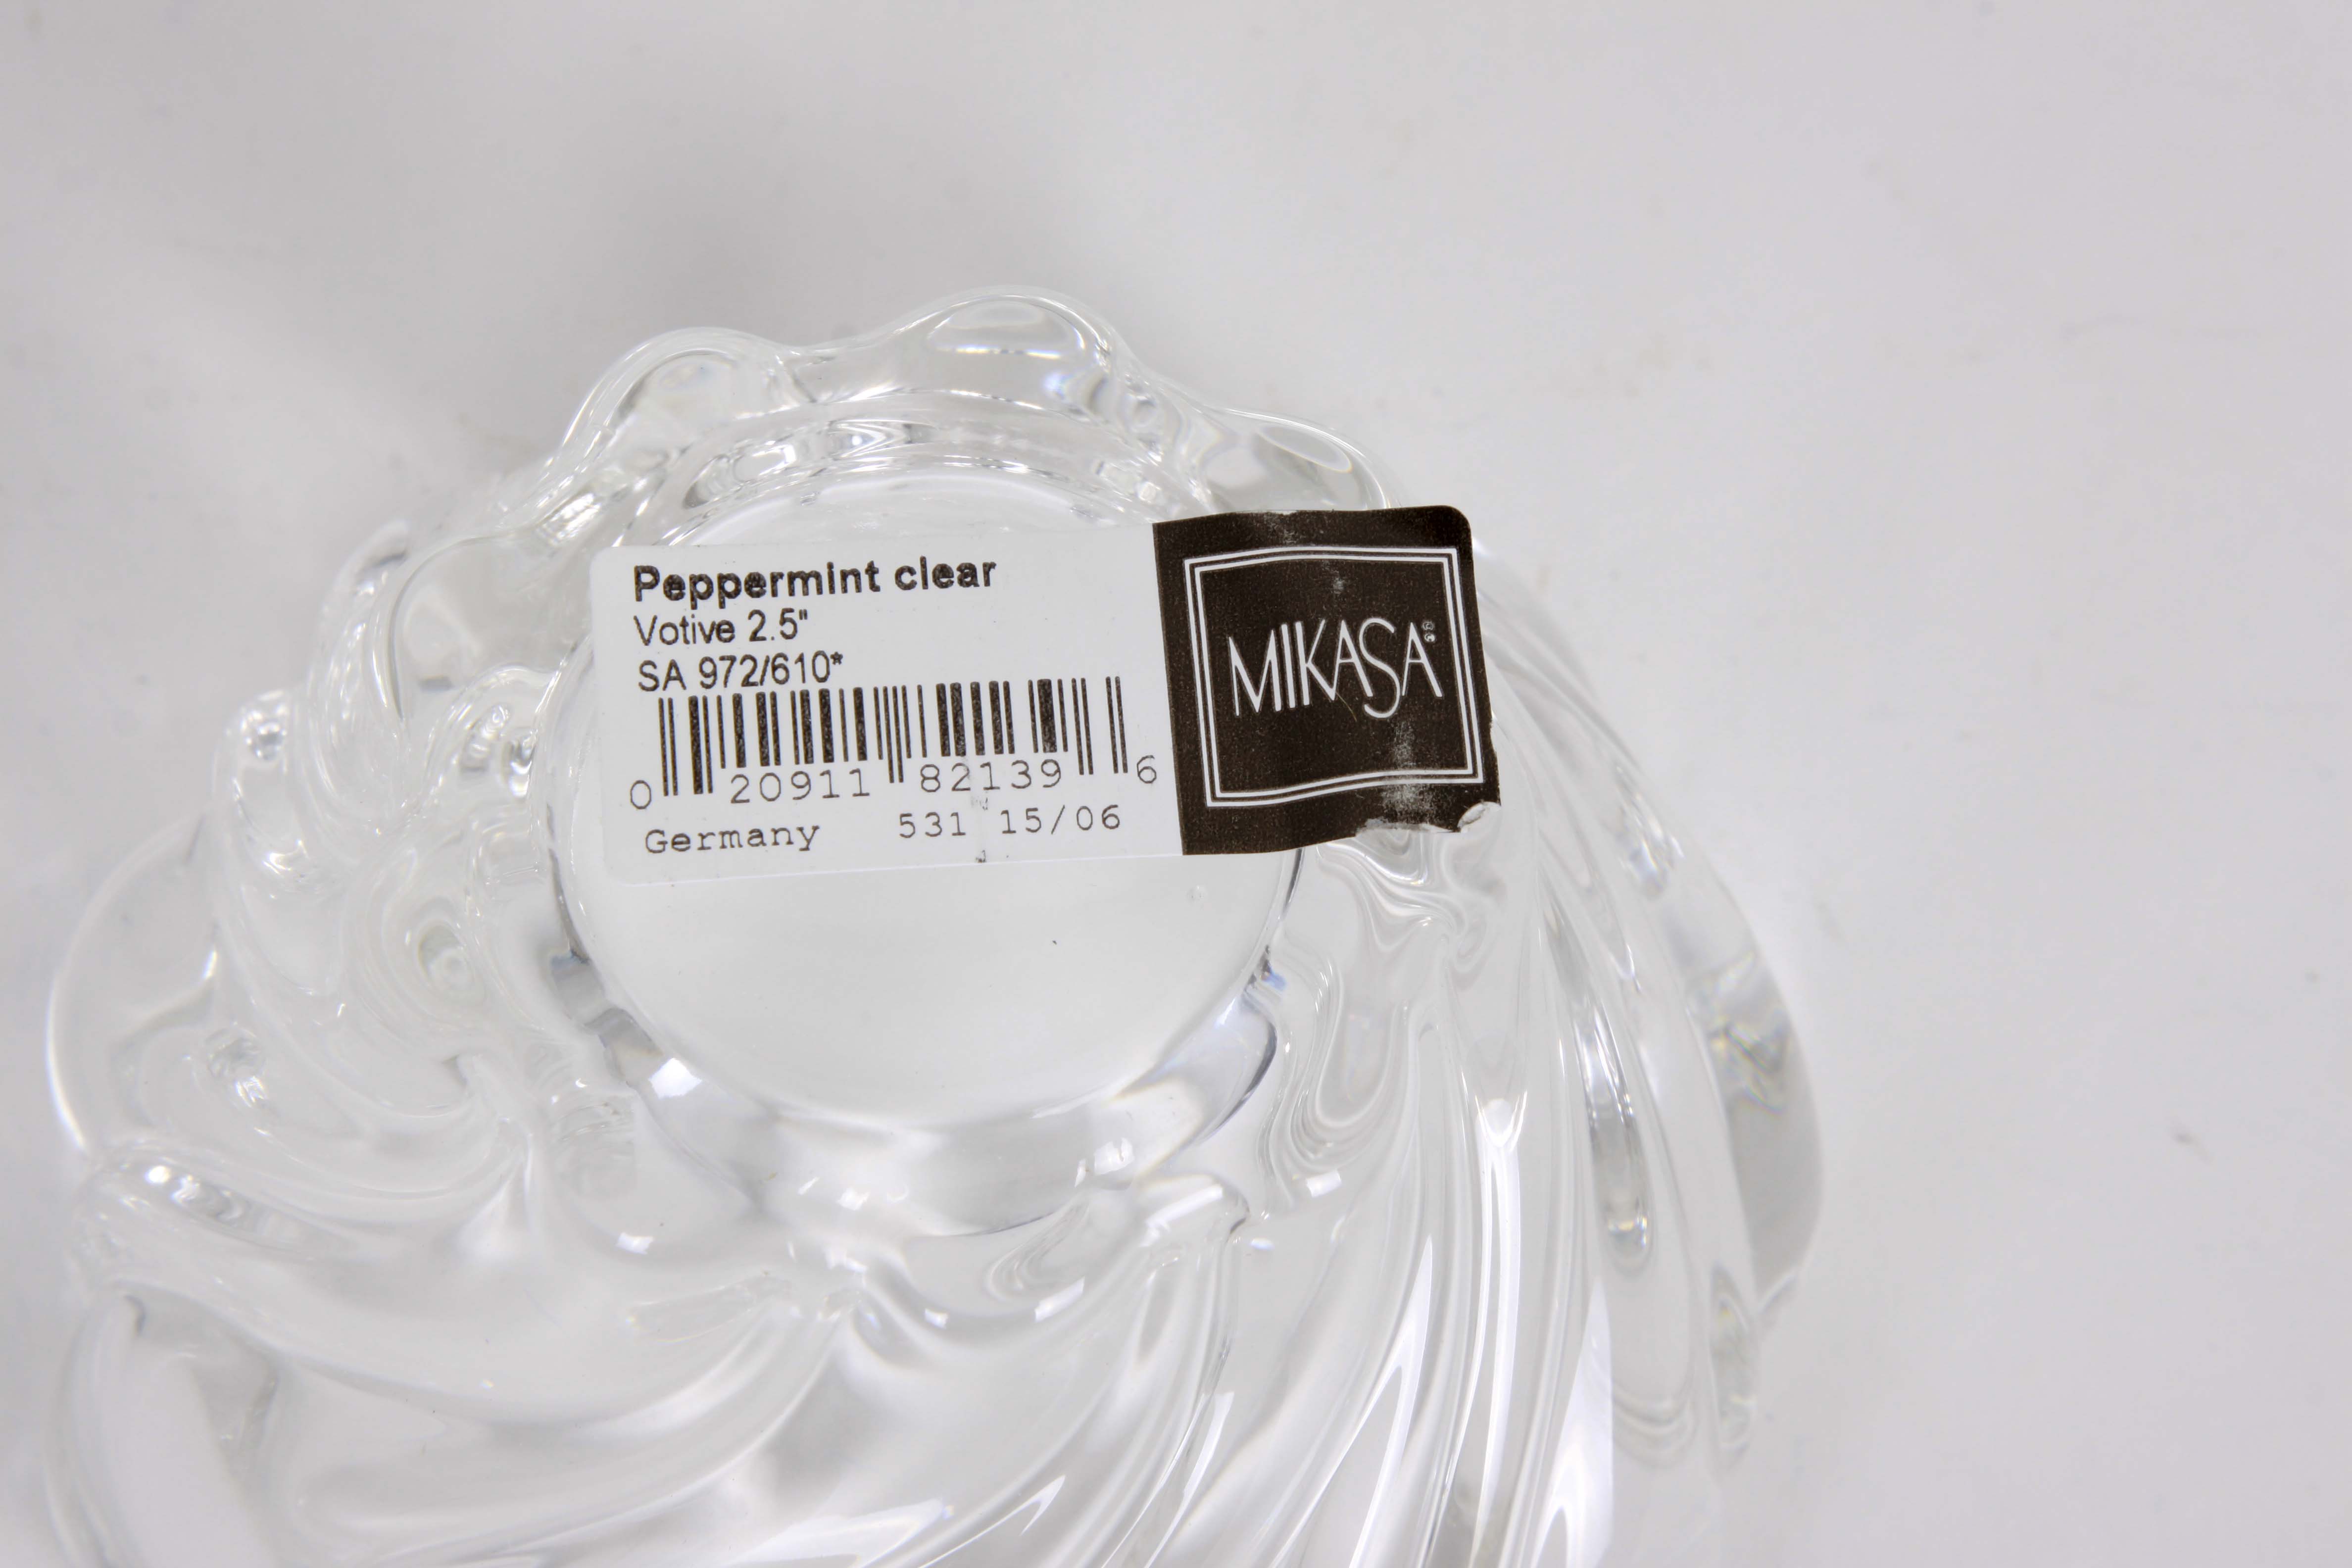 Peppermint clear
Votive 2.5"
SA 972/610*
0 20911 82139 6
Germany 531 15/06
MIKASA®